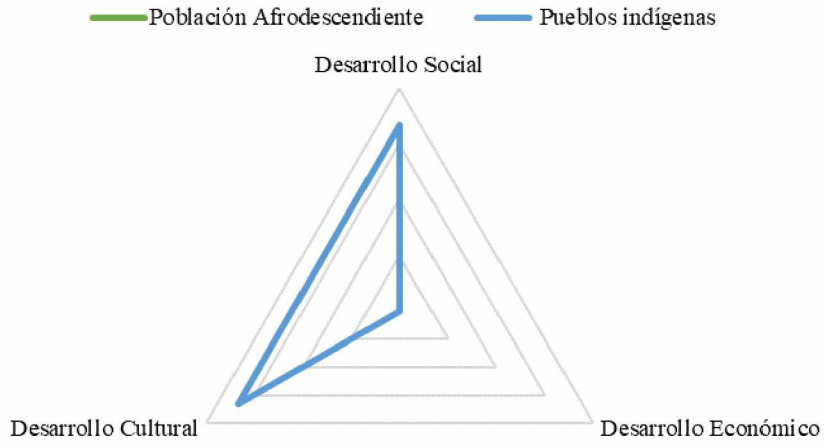 Población Afrodescendiente Pueblos indígenas
Desarrollo Social
Desarrollo Cultural Desarrollo Económico